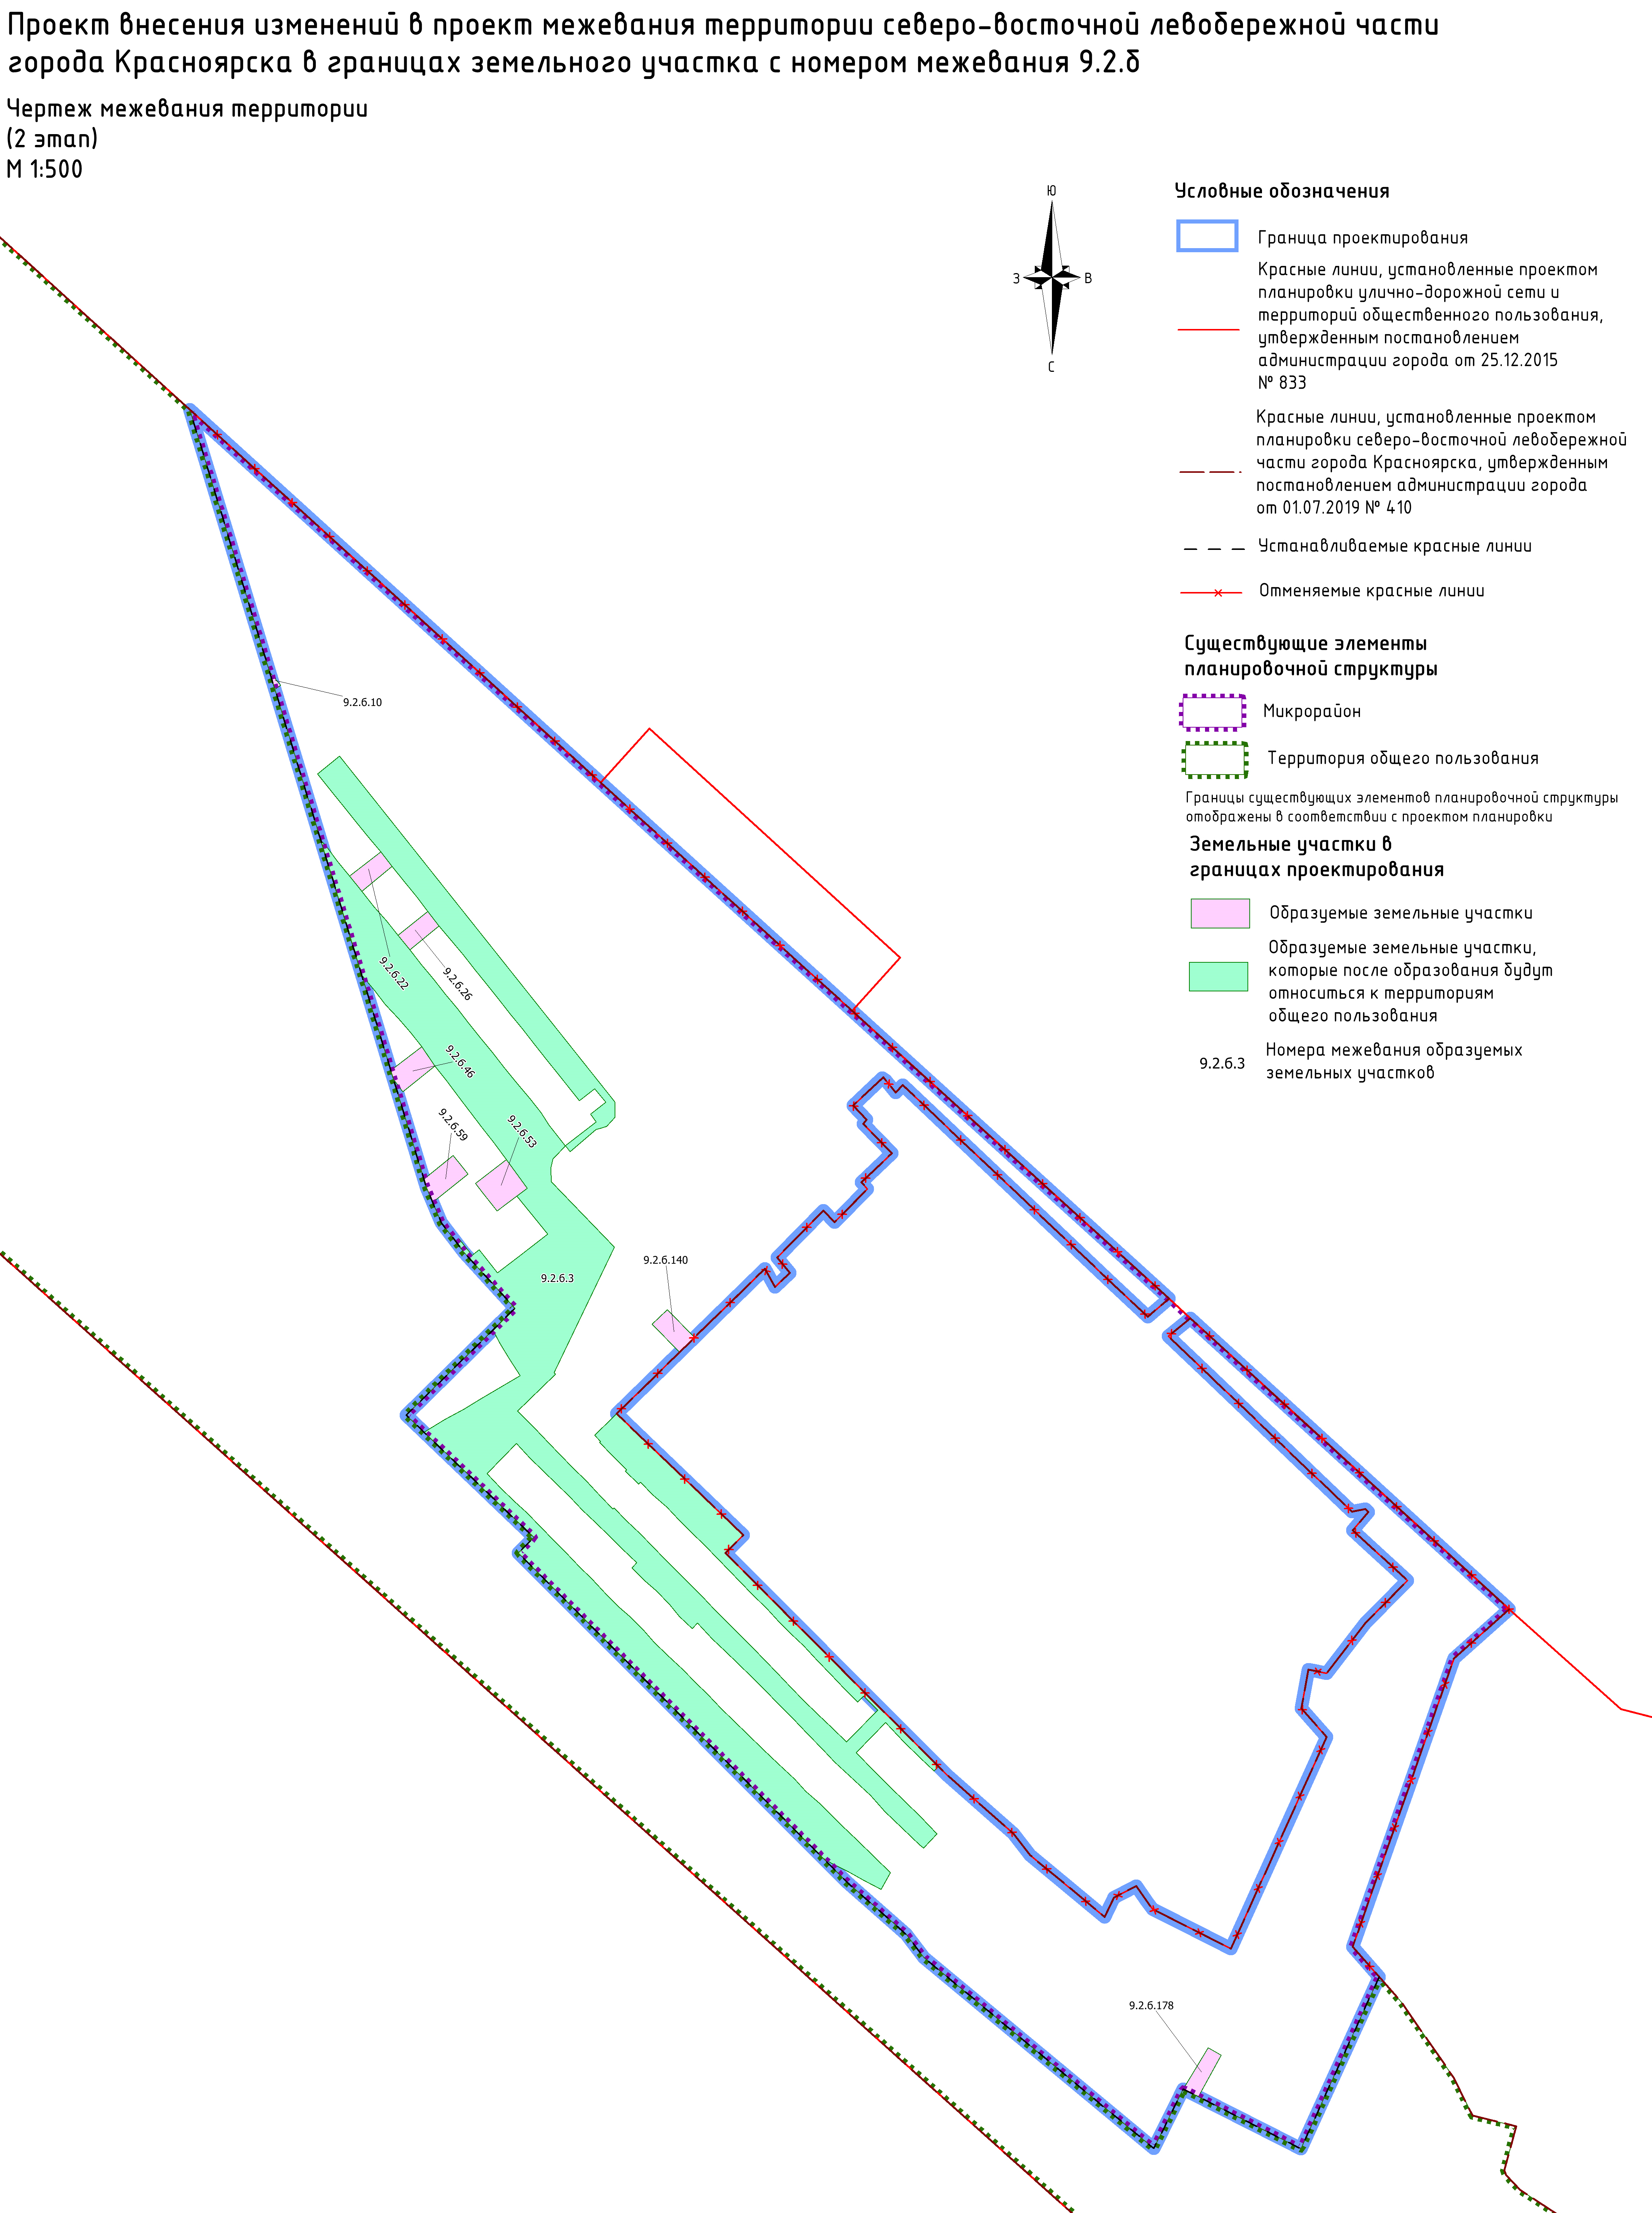 Проект внесения изменений в проект межевания территории северо-восточной левобережной части
города Красноярска в границах земельного участка с номером межевания 9.2.6
Чертеж межевания территории
(2 этап)
М 1:500
Ю
З
В
С
Условные обозначения
Граница проектирования
Красные линии, установленные проектом
планировки улично-дорожной сети и
территорий общественного пользования,
утвержденным постановлением
администрации города от 25.12.2015
№ 833
Красные линии, установленные проектом
планировки северо-восточной левобережной
части города Красноярска, утвержденным
постановлением администрации города
от 01.07.2019 № 410
Устанавливаемые красные линии
Отменяемые красные линии
Существующие элементы
планировочной структуры
Микрорайон
Территория общего пользования
Границы существующих элементов планировочной структуры
отображены в соответствии с проектом планировки
Земельные участки в
границах проектирования
Образуемые земельные участки
Образуемые земельные участки,
которые после образования будут
относиться к территориям
общего пользования
9.2.6.3
Номера межевания образуемых
земельных участков
9.2.6.10
9.2.6.22
9.2.6.26
9.2.6.46
9.2.6.59
9.2.6.53
9.2.6.3
9.2.6.140
9.2.6.178